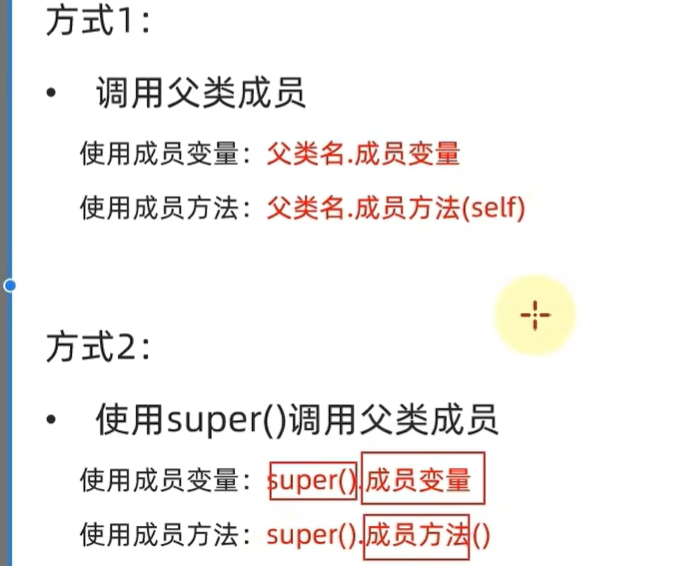 方式1：
• 调用父类成员
使用成员变量：父类名.成员变量
使用成员方法：父类名.成员方法(self)
方式2：
• 使用super()调用父类成员
使用成员变量：super().成员变量
使用成员方法：super().成员方法()